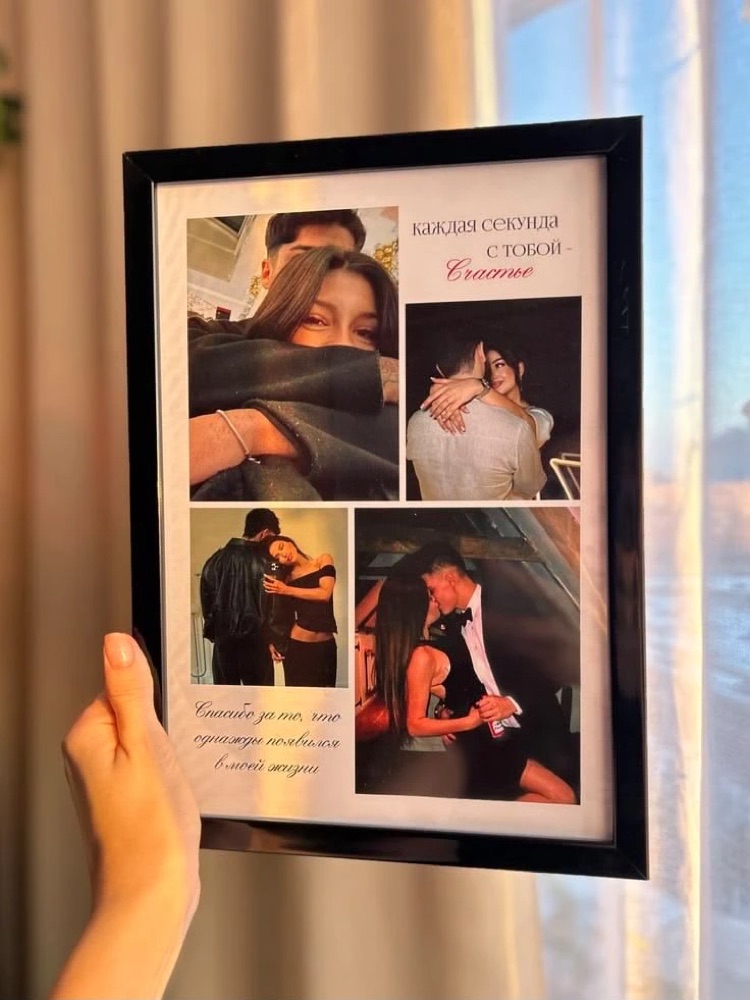 каждая секунда
с тобой -
Счастье
Спасибо за то, что
однажды появился
в моей жизни